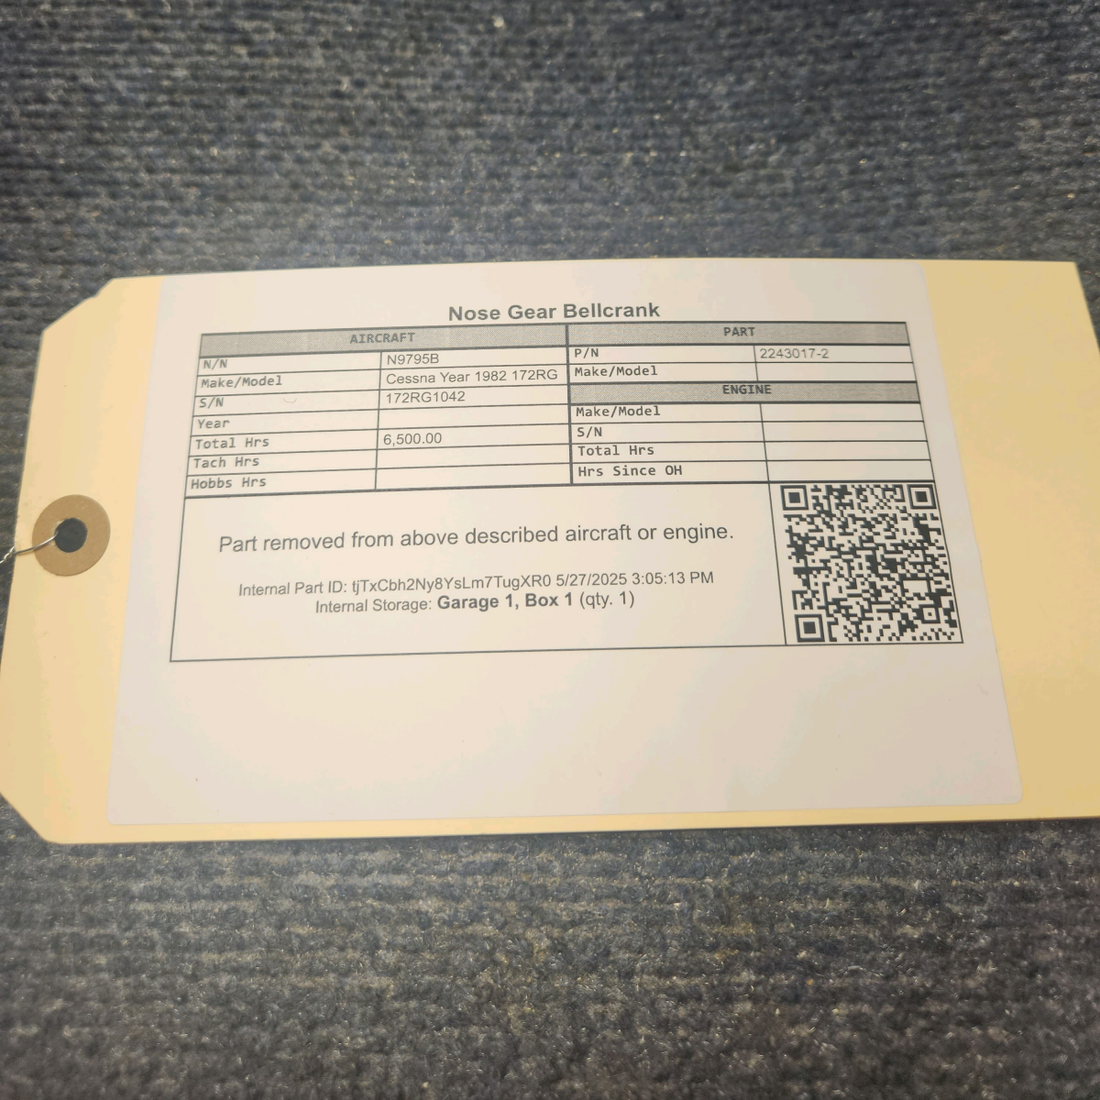 Nose Gear Bellcrank
AIRCRAFT
N/N N9795B
Make/Model Cessna Year 1982 172RG
S/N 172RG1042
Year
Total Hrs 6,500.00
Tach Hrs
Hobbs Hrs
PART
P/N 2243017-2
Make/Model
ENGINE
Make/Model
S/N
Total Hrs
Hrs Since OH
Part removed from above described aircraft or engine.
Internal Part ID: tjTxCbh2Ny8YsLm7TugXR0 5/27/2025 3:05:13 PM
Internal Storage: Garage 1, Box 1 (qty. 1)